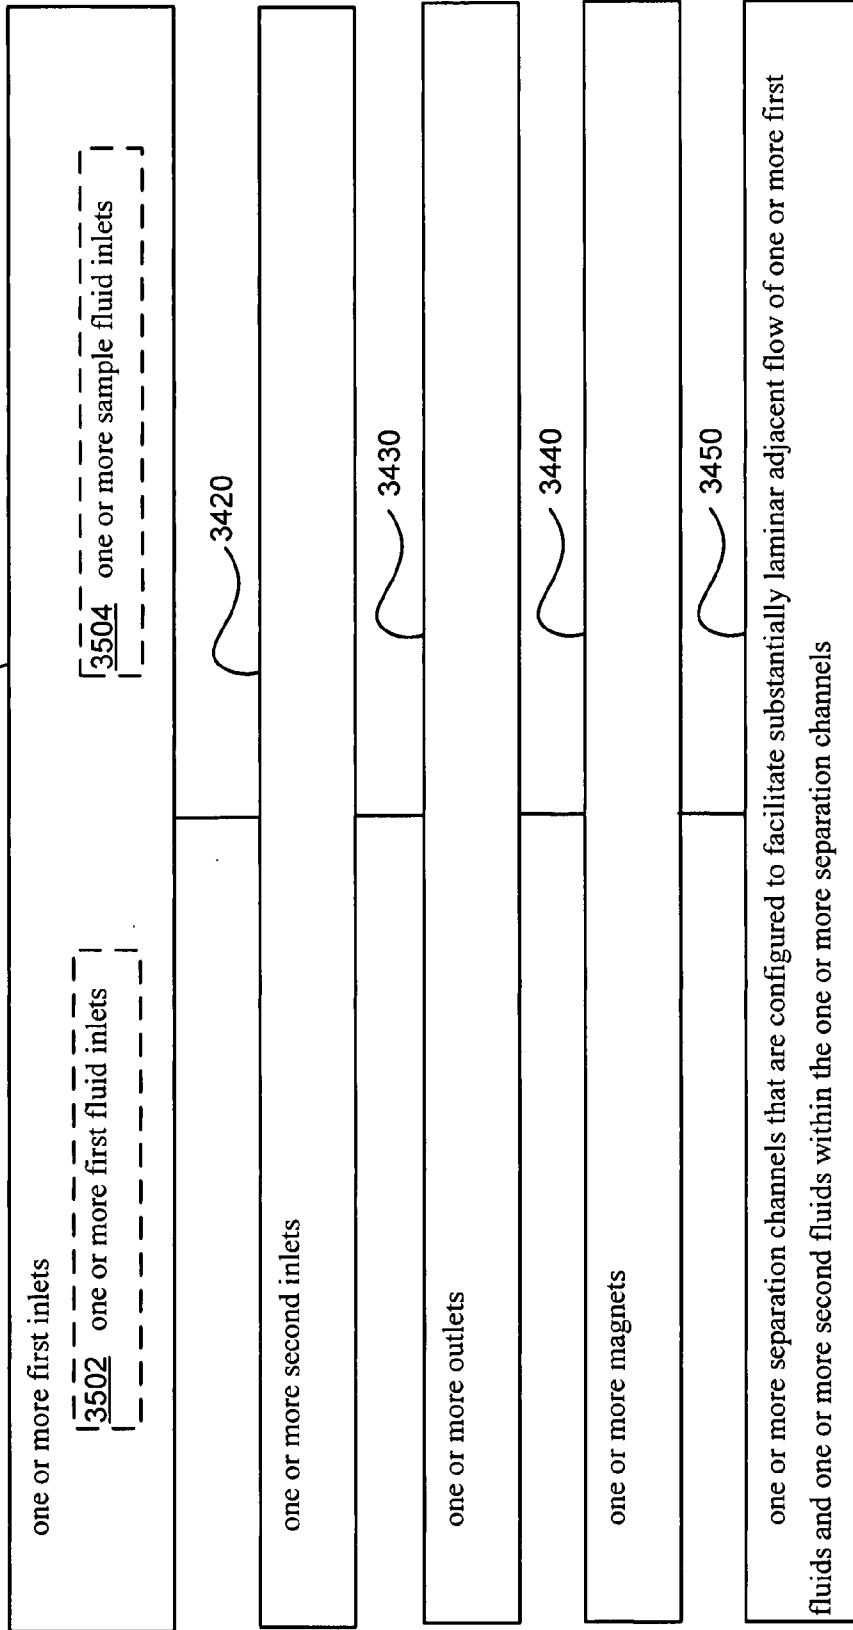 one or more first inlets
3502 one or more first fluid inlets
3504 one or more sample fluid inlets
3420
one or more second inlets
3430
one or more outlets
3440
one or more magnets
3450
one or more separation channels that are configured to facilitate substantially laminar adjacent flow of one or more first
fluids and one or more second fluids within the one or more separation channels